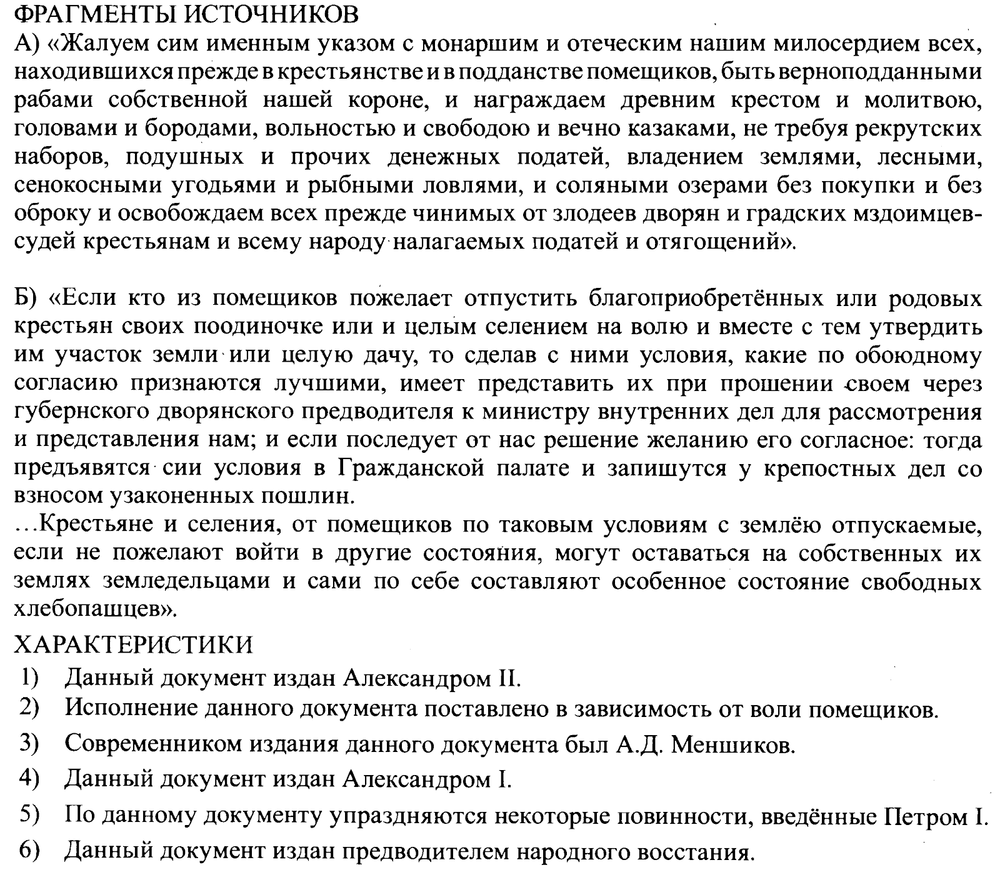 ФРАГМЕНТЫ ИСТОЧНИКОВ
А) «Жалуем сим именным указом с монаршим и отеческим нашим милосердием всех,
находившихся прежде в крестьянстве и в подданстве помещиков, быть верноподданными
рабами собственной нашей короне, и награждаем древним крестом и молитвою,
головами и бородами, вольностью и свободою и вечно казаками, не требуя рекрутских
наборов, подушных и прочих денежных податей, владением землями, лесными,
сенокосными угодьями и рыбными ловлями, и соляными озерами без покупки и без
оброку и освобождаем всех прежде чинимых от злодеев дворян и градских мздоимцев-
судей крестьянам и всему народу налагаемых податей и отягощений».
Б) «Если кто из помещиков пожелает отпустить благоприобретённых или родовых
крестьян своих поодиночке или и целым селением на волю и вместе с тем утвердить
им участок земли или целую дачу, то сделав с ними условия, какие по обоюдному
согласию признаются лучшими, имеет представить их при прошении своем через
губернского дворянского предводителя к министру внутренних дел для рассмотрения
и представления нам; и если последует от нас решение желанию его согласное: тогда
предъявятся сии условия в Гражданской палате и запишутся у крепостных дел со
взносом узаконенных пошлин.
...Крестьяне и селения, от помещиков по таковым условиям с землёю отпускаемые,
если не пожелают войти в другие состояния, могут оставаться на собственных их
землях земледельцами и сами по себе составляют особенное состояние свободных
хлебопашцев».
ХАРАКТЕРИСТИКИ
1) Данный документ издан Александром II.
2) Исполнение данного документа поставлено в зависимость от воли помещиков.
3) Современником издания данного документа был А.Д. Меншиков.
4) Данный документ издан Александром I.
5) По данному документу упраздняются некоторые повинности, введённые Петром I.
6) Данный документ издан предводителем народного восстания.